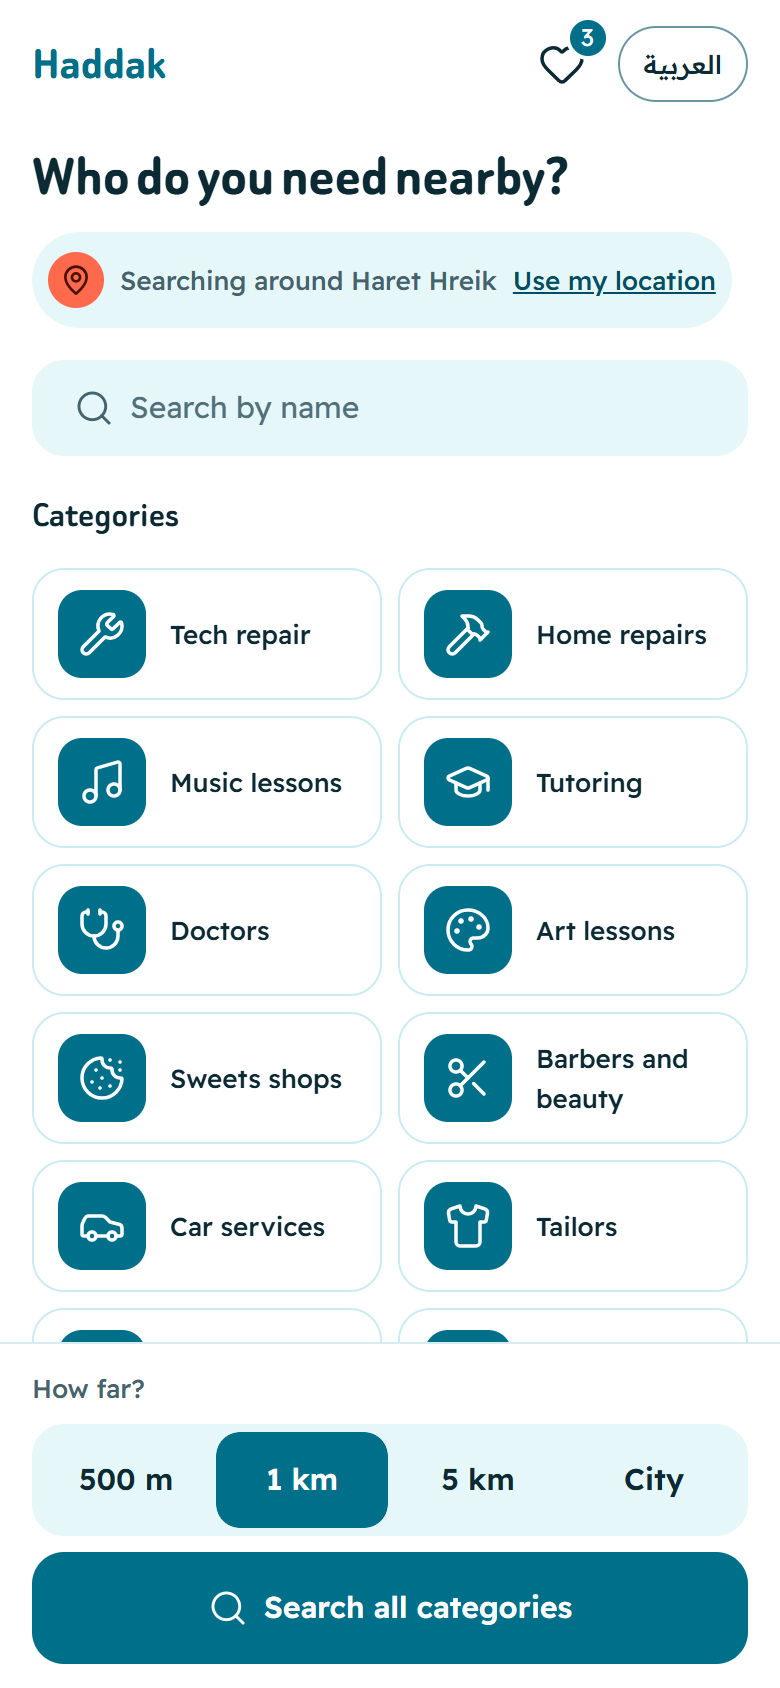 Haddak
3
العربية
Who do you need nearby?
Searching around Haret Hreik Use my location
Search by name
Categories
Tech repair
Home repairs
Music lessons
Tutoring
Doctors
Art lessons
Sweets shops
Barbers and
beauty
Car services
Tailors
How far?
500 m
1 km
5 km
City
Search all categories